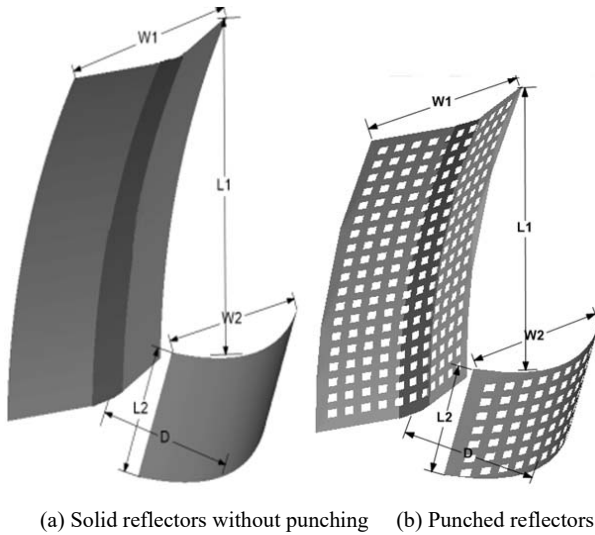 W1
L1
W2
L2
D
W1
L1
W2
L2
D
(a) Solid reflectors without punching (b) Punched reflectors